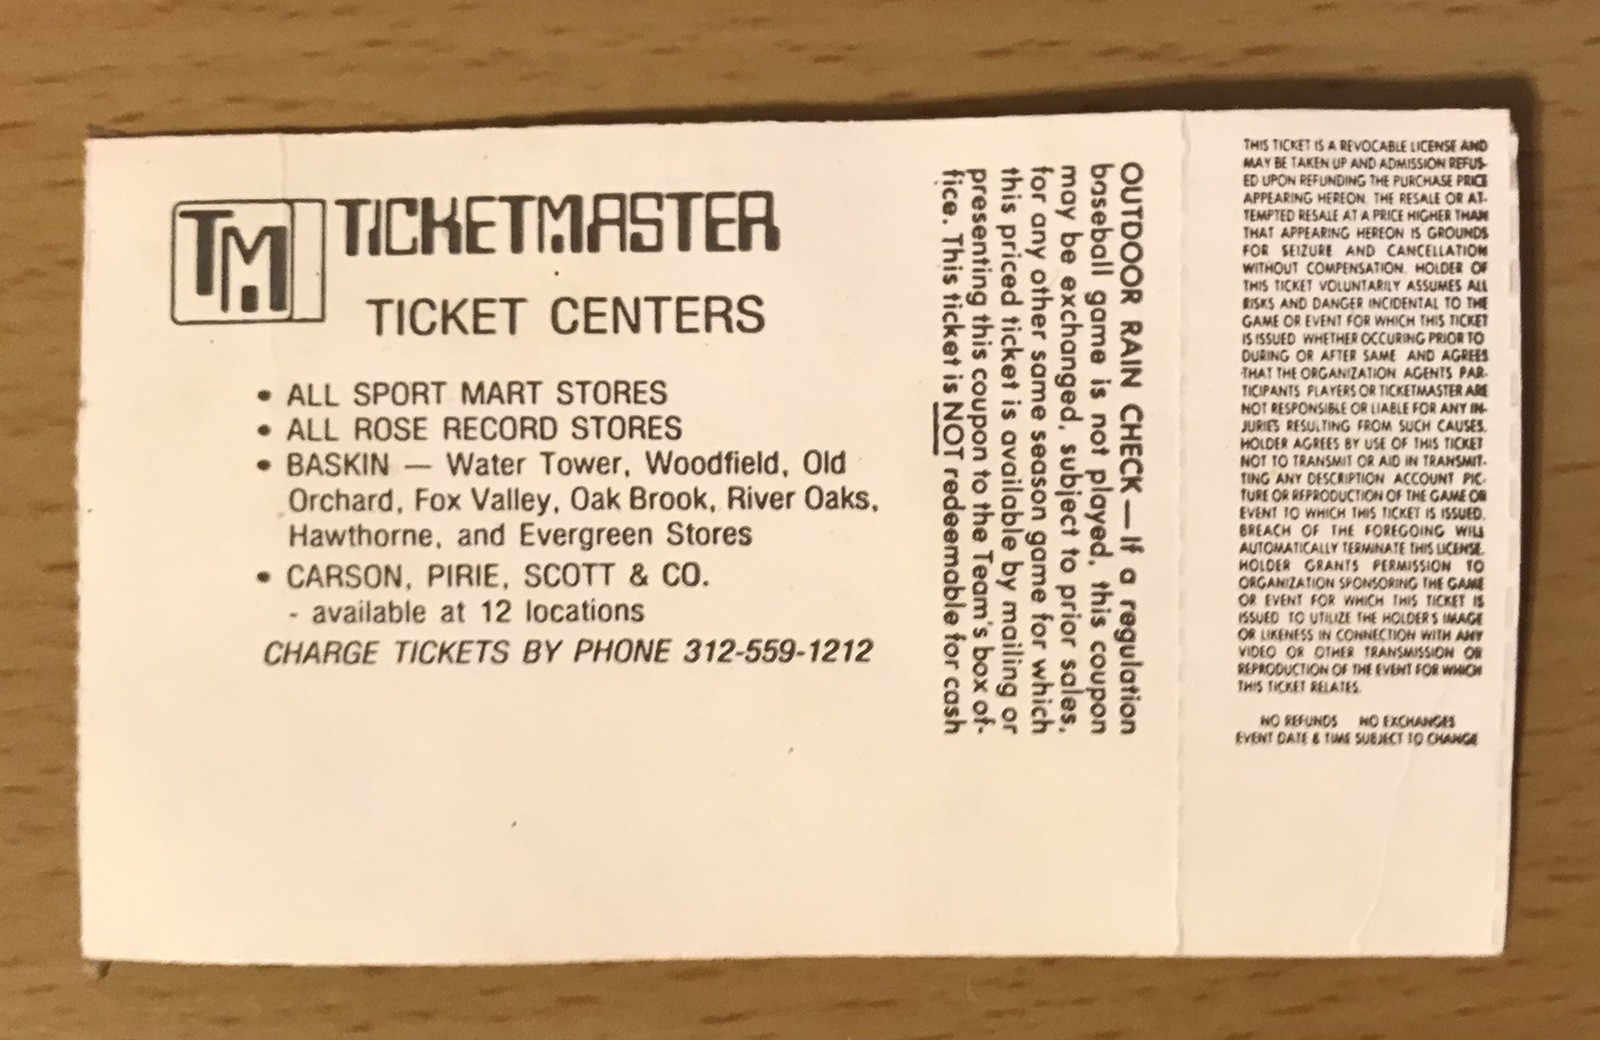 TM
TICKETMASTER
TICKET CENTERS
• ALL SPORT MART STORES
• ALL ROSE RECORD STORES
• BASKIN — Water Tower, Woodfield, Old
Orchard, Fox Valley, Oak Brook, River Oaks,
Hawthorne, and Evergreen Stores
• CARSON, PIRIE, SCOTT & CO.
- available at 12 locations
CHARGE TICKETS BY PHONE 312-559-1212
OUTDOOR RAIN CHECK — If a regulation
baseball game is not played, this coupon
may be exchanged, subject to prior sales,
for any other same season game for which
this priced ticket is available by mailing or
presenting this coupon to the Team's box of-
fice. This ticket is NOT redeemable for cash
THIS TICKET IS A REVOCABLE LICENSE AND
MAY BE TAKEN UP AND ADMISSION REFUS-
ED UPON REFUNDING THE PURCHASE PRICE
APPEARING HEREON. THE RESALE OR AT-
TEMPTED RESALE AT A PRICE HIGHER THAN
THAT APPEARING HEREON IS GROUNDS
FOR SEIZURE AND CANCELLATION
WITHOUT COMPENSATION. HOLDER OF
THIS TICKET VOLUNTARILY ASSUMES ALL
RISKS AND DANGER INCIDENTAL TO THE
GAME OR EVENT FOR WHICH THIS TICKET
IS ISSUED WHETHER OCCURING PRIOR TO
DURING OR AFTER SAME AND AGREES
THAT THE ORGANIZATION AGENTS PAR-
TICIPANTS PLAYERS OR TICKETMASTER ARE
NOT RESPONSIBLE OR LIABLE FOR ANY IN-
JURIES RESULTING FROM SUCH CAUSES.
HOLDER AGREES BY USE OF THIS TICKET
NOT TO TRANSMIT OR AID IN TRANSMIT-
TING ANY DESCRIPTION ACCOUNT PIC-
TURE OR REPRODUCTION OF THE GAME OR
EVENT TO WHICH THIS TICKET IS ISSUED.
BREACH OF THE FOREGOING WILL
AUTOMATICALLY TERMINATE THIS LICENSE.
HOLDER GRANTS PERMISSION TO
ORGANIZATION SPONSORING THE GAME
OR EVENT FOR WHICH THIS TICKET IS
ISSUED TO UTILIZE THE HOLDER'S IMAGE
OR LIKENESS IN CONNECTION WITH ANY
VIDEO OR OTHER TRANSMISSION OR
REPRODUCTION OF THE EVENT FOR WHICH
THIS TICKET RELATES.
NO REFUNDS NO EXCHANGES
EVENT DATE & TIME SUBJECT TO CHANGE